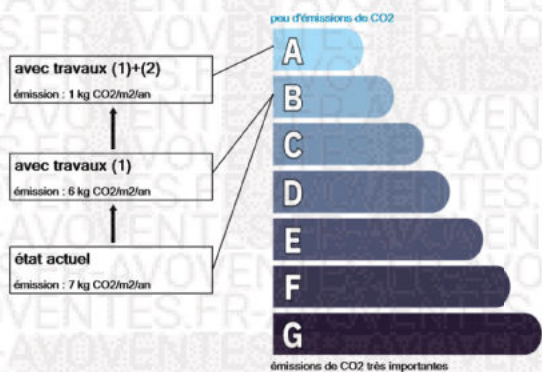 peu d'émissions de CO2
A
avec travaux (1)+(2)
émission : 1 kg CO2/m2/an
B
C
avec travaux (1)
émission : 6 kg CO2/m2/an
D
E
état actuel
émission : 7 kg CO2/m2/an
F
G
émissions de CO2 très importantes